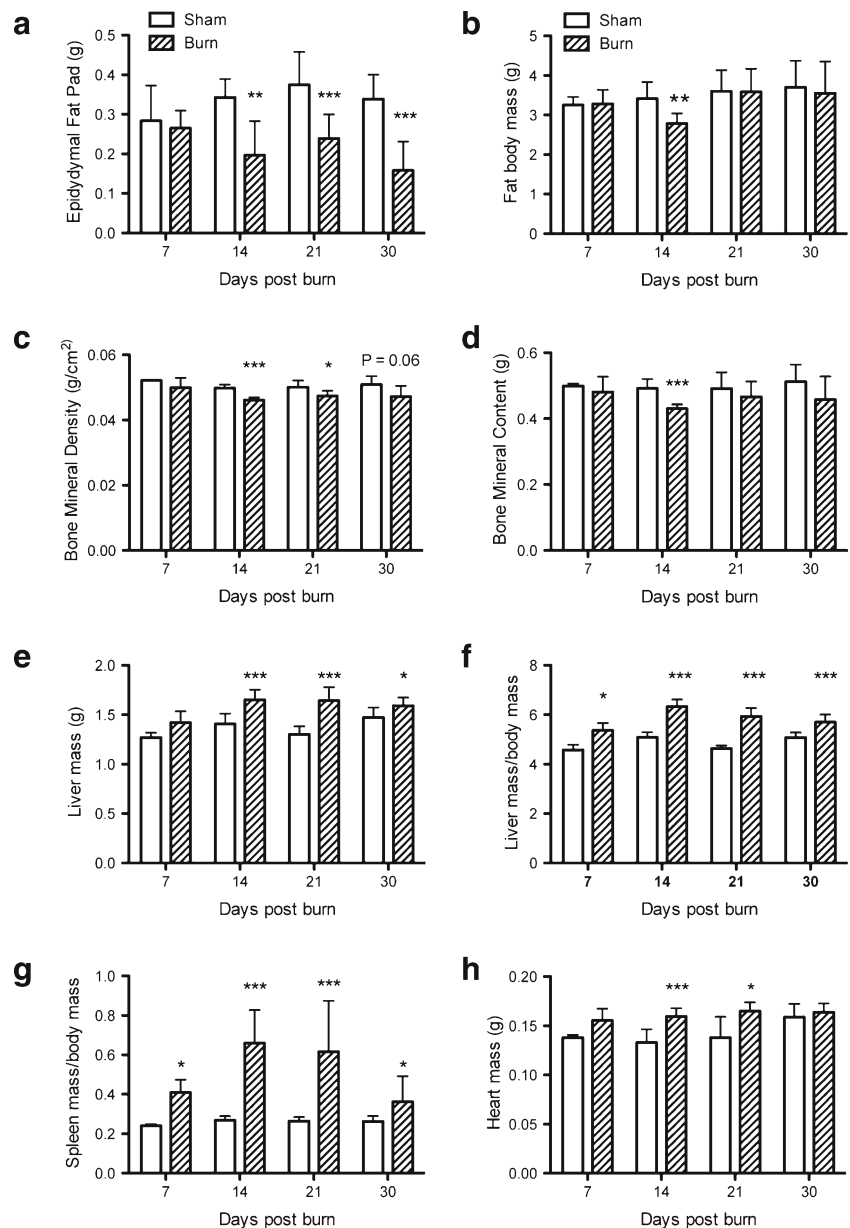 a
Sham
Burn
Epidydymal Fat Pad (g)
0.5
0.4
0.3
0.2
0.1
0.0
** *** ***
7 14 21 30
Days post burn
b
Sham
Burn
Fat body mass (g)
5
4
3
2
1
0
**
7 14 21 30
Days post burn
c
Bone Mineral Density (g/cm²)
0.06
0.04
0.02
0.00
*** * P = 0.06
7 14 21 30
Days post burn
d
Bone Mineral Content (g)
0.6
0.4
0.2
0.0
***
7 14 21 30
Days post burn
e
Liver mass (g)
2.0
1.5
1.0
0.5
0.0
*** *** *
7 14 21 30
Days post burn
f
Liver mass/body mass
8
6
4
2
0
* *** *** ***
7 14 21 30
Days post burn
g
Spleen mass/body mass
1.0
0.8
0.6
0.4
0.2
0.0
* *** *** *
7 14 21 30
Days post burn
h
Heart mass (g)
0.20
0.15
0.10
0.05
0.00
*** *
7 14 21 30
Days post burn